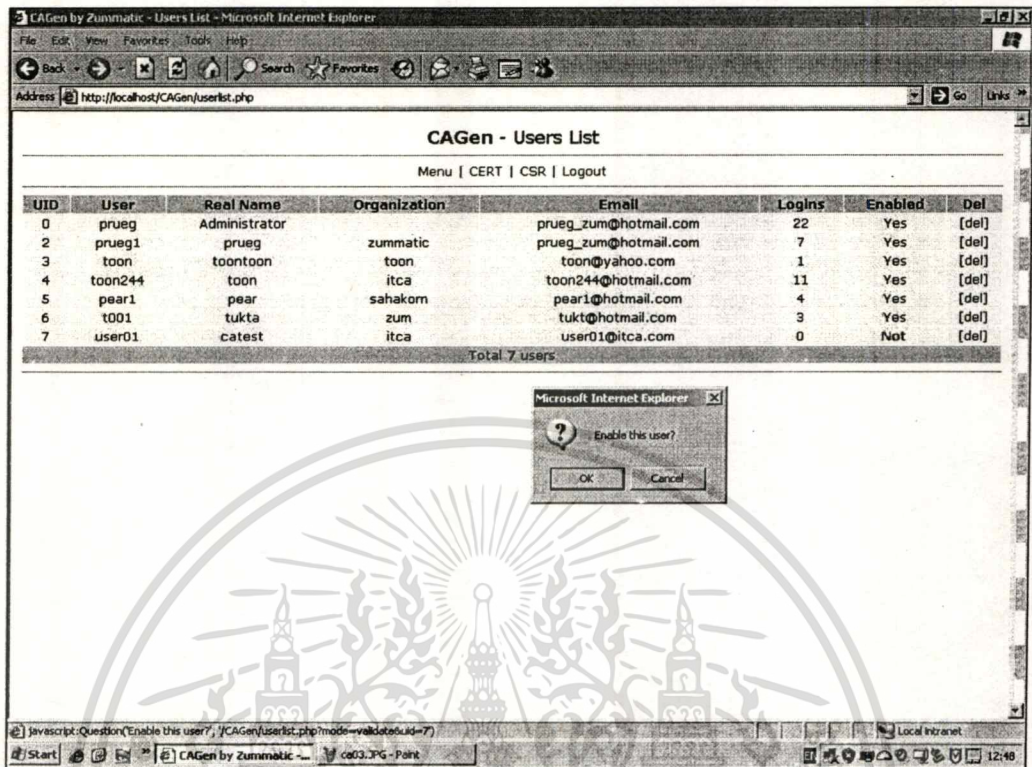 CAGen by Zummatic - Users List - Microsoft Internet Explorer
File Edit View Favorites Tools Help
Back Search Favorites
Address http://localhost/CAGen/userlist.php Go Links »
CAGen - Users List
Menu | CERT | CSR | Logout
UID User Real Name Organization Email Logins Enabled Del
0 prueg Administrator prueg_zum@hotmail.com 22 Yes [del]
2 prueg1 prueg zummatic prueg_zum@hotmail.com 7 Yes [del]
3 toon toontoon toon toon@yahoo.com 1 Yes [del]
4 toon244 toon itca toon244@hotmail.com 11 Yes [del]
5 pear1 pear sahakorn pear1@hotmail.com 4 Yes [del]
6 t001 tukta zum tukt@hotmail.com 3 Yes [del]
7 user01 catest itca user01@itca.com 0 Not [del]
Total 7 users
Microsoft Internet Explorer
Enable this user?
OK Cancel
javascript:Question('Enable this user?', '/CAGen/userlist.php?mode=validate&uid=7') Local intranet
Start » CAGen by Zummatic -... ca03.JPG - Paint 12:48